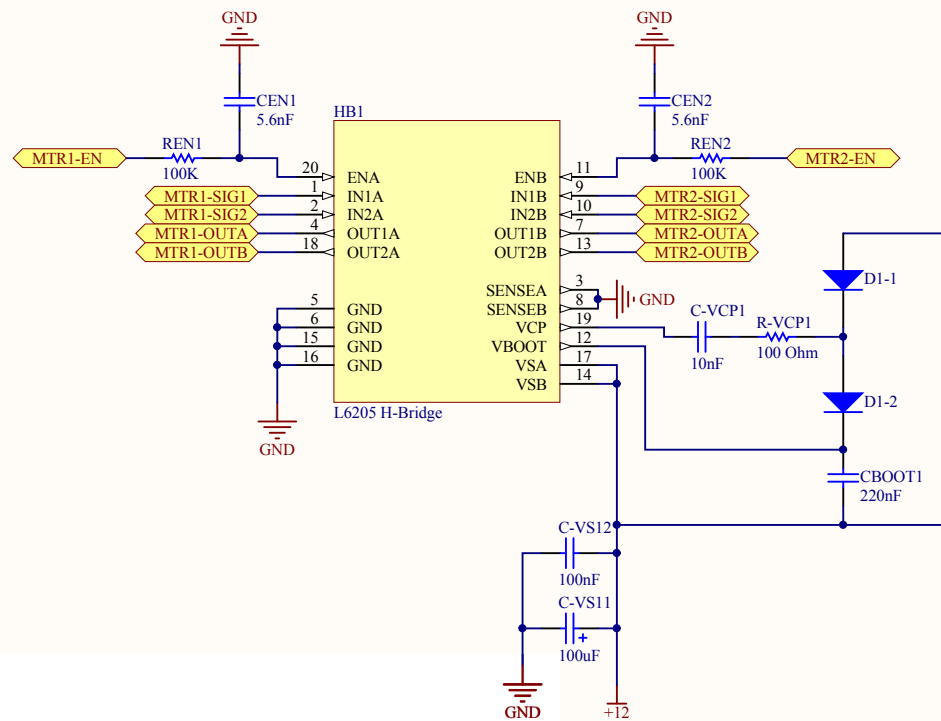 GND
GND
CEN1
5.6nF
CEN2
5.6nF
HB1
MTR1-EN
REN1
100K
REN2
100K
MTR2-EN
20 ENA
ENB 11
MTR1-SIG1 1 IN1A
IN1B 9 MTR2-SIG1
MTR1-SIG2 2 IN2A
IN2B 10 MTR2-SIG2
MTR1-OUTA 4 OUT1A
OUT1B 7 MTR2-OUTA
MTR1-OUTB 18 OUT2A
OUT2B 13 MTR2-OUTB
D1-1
SENSEA 3
GND
5 GND
SENSEB 8
6 GND
VCP 19
C-VCP1
10nF
R-VCP1
100 Ohm
15 GND
VBOOT 12
16 GND
VSA 17
VSB 14
D1-2
L6205 H-Bridge
GND
CBOOT1
220nF
C-VS12
100nF
C-VS11
+
100uF
GND
+12